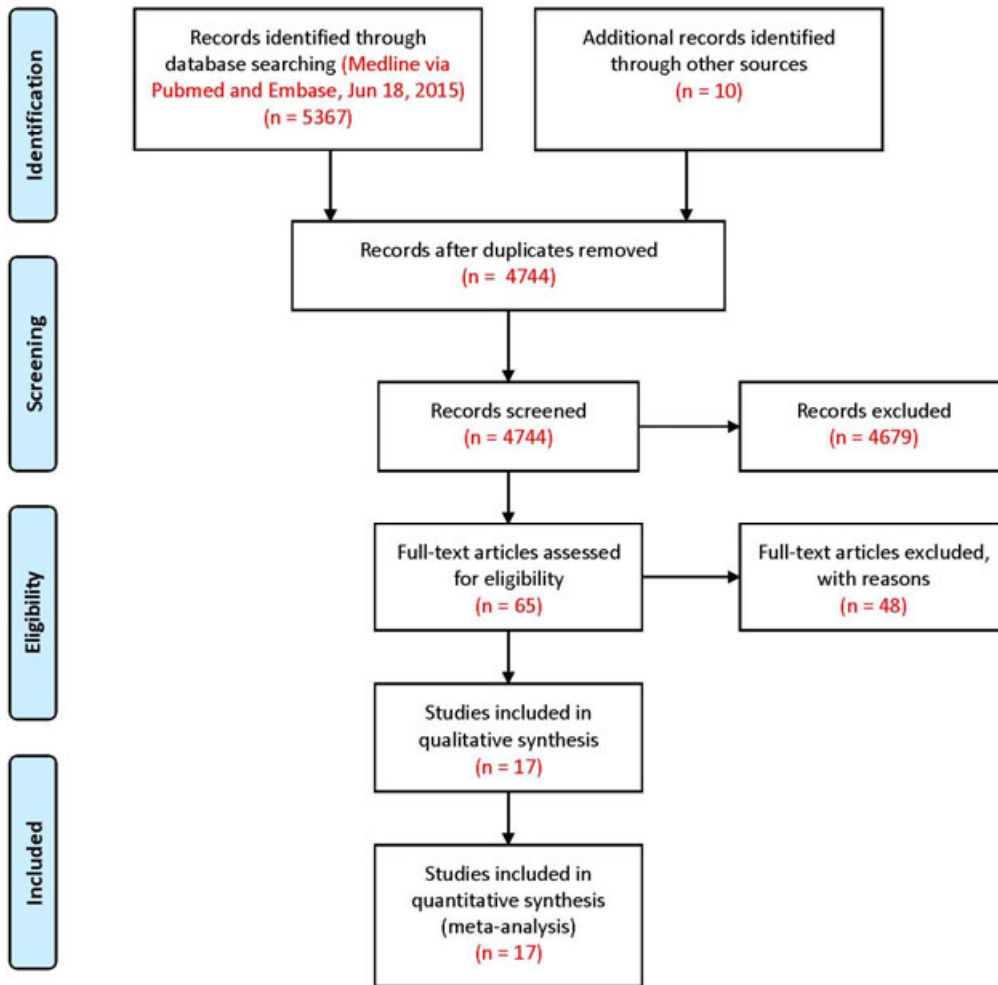 Identification
Records identified through
database searching (Medline via
Pubmed and Embase, Jun 18, 2015)
(n = 5367)
Additional records identified
through other sources
(n = 10)
Records after duplicates removed
(n = 4744)
Screening
Records screened
(n = 4744)
Records excluded
(n = 4679)
Eligibility
Full-text articles assessed
for eligibility
(n = 65)
Full-text articles excluded,
with reasons
(n = 48)
Studies included in
qualitative synthesis
(n = 17)
Included
Studies included in
quantitative synthesis
(meta-analysis)
(n = 17)